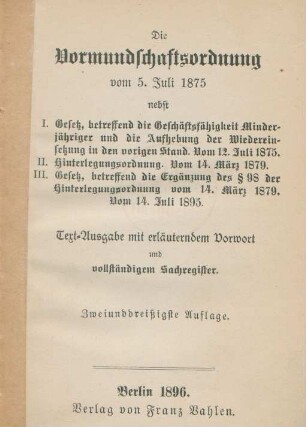 Die
Vormundschaftsordnung
vom 5. Juli 1875
nebst
I. Gesetz, betreffend die Geschäftsfähigkeit Minder-
jähriger und die Aufhebung der Wiederein-
setzung in den vorigen Stand. Vom 12. Juli 1875.
II. Hinterlegungsordnung. Vom 14. März 1879.
III. Gesetz, betreffend die Ergänzung des § 98 der
Hinterlegungsordnung vom 14. März 1879.
Vom 14. Juli 1895.
Text-Ausgabe mit erläuterndem Vorwort
und
vollständigem Sachregister.
Zweiunddreißigste Auflage.
Berlin 1896.
Verlag von Franz Vahlen.